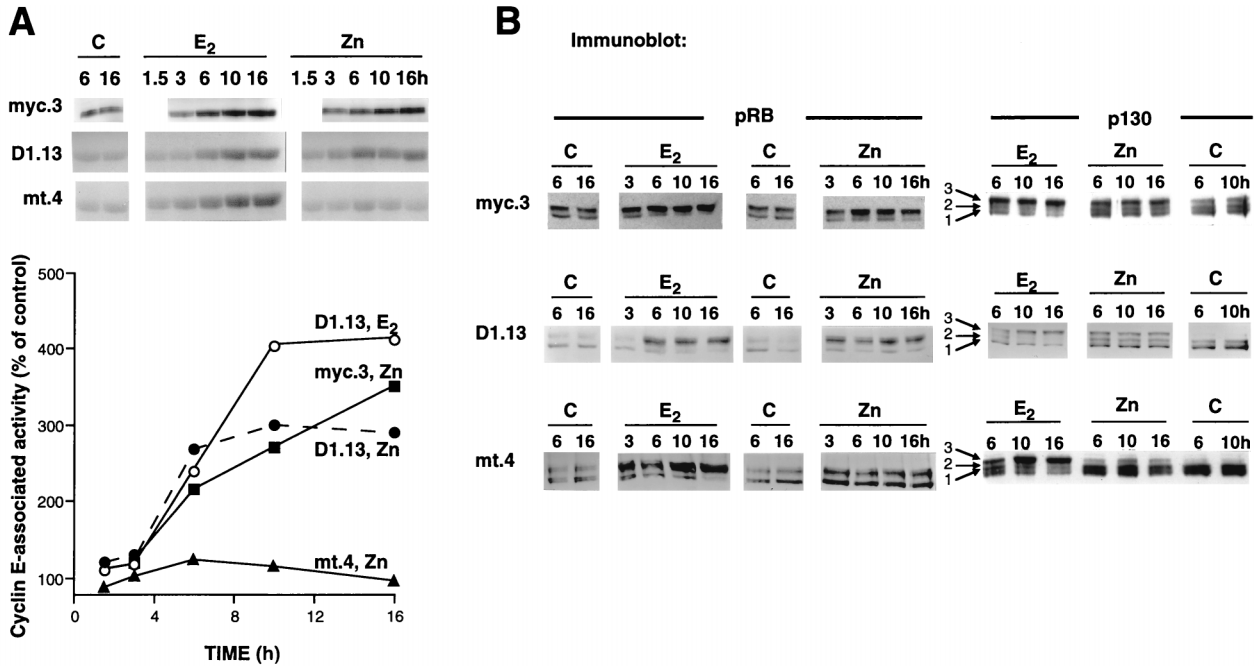 A
C E2 Zn
6 16 1.5 3 6 10 16 1.5 3 6 10 16h
myc.3
D1.13
mt.4
Cyclin E-associated activity (% of control)
500
400
300
200
100
0 4 8 12 16
TIME (h)
D1.13, E2
myc.3, Zn
D1.13, Zn
mt.4, Zn
B
Immunoblot:
pRB p130
C E2 C Zn E2 Zn C
6 16 3 6 10 16 6 16 3 6 10 16h 6 10 16 6 10 16 6 10h
myc.3
3
2
1
C E2 C Zn E2 Zn C
6 16 3 6 10 16 6 16 3 6 10 16h 6 10 16 6 10 16 6 10h
D1.13
3
2
1
C E2 C Zn E2 Zn C
6 16 3 6 10 16 6 16 3 6 10 16h 6 10 16 6 10 16 6 10h
mt.4
3
2
1